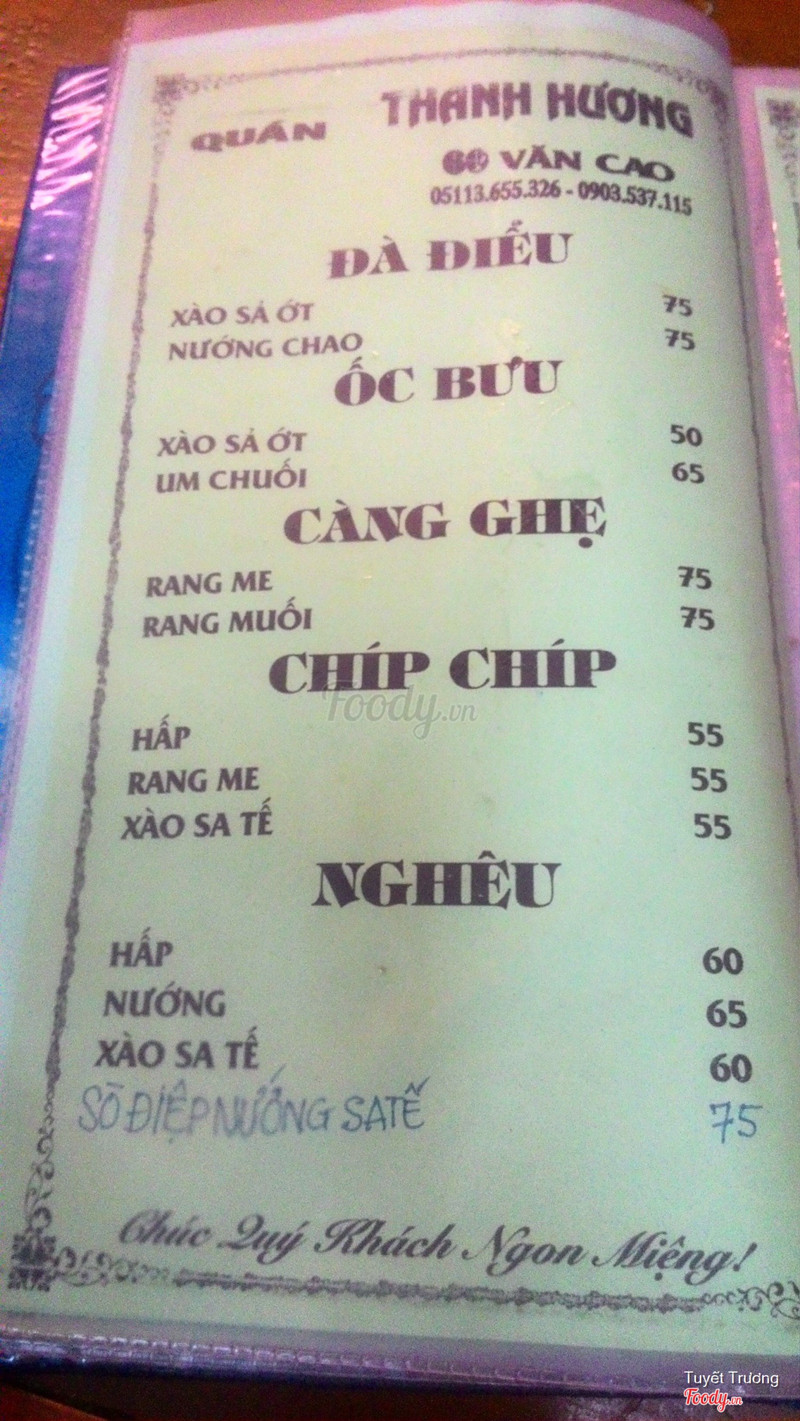 QUÁN THANH HƯƠNG
VĂN CAO
05113.655.326 - 0903.537.115
ĐÀ ĐIỂU
XÀO SẢ ỚT 75
NƯỚNG CHAO 75
ỐC BƯU
XÀO SẢ ỚT 50
UM CHUỐI 65
CÀNG GHẸ
RANG ME 75
RANG MUỐI 75
CHÍP CHÍP
Foody.vn
HẤP 55
RANG ME 55
XÀO SA TẾ 55
NGHÊU
HẤP 60
NƯỚNG 65
XÀO SA TẾ 60
SÒ ĐIỆP NƯỚNG SATẾ 75
Chúc Quý Khách Ngon Miệng!
Tuyết Trương
Foody.vn